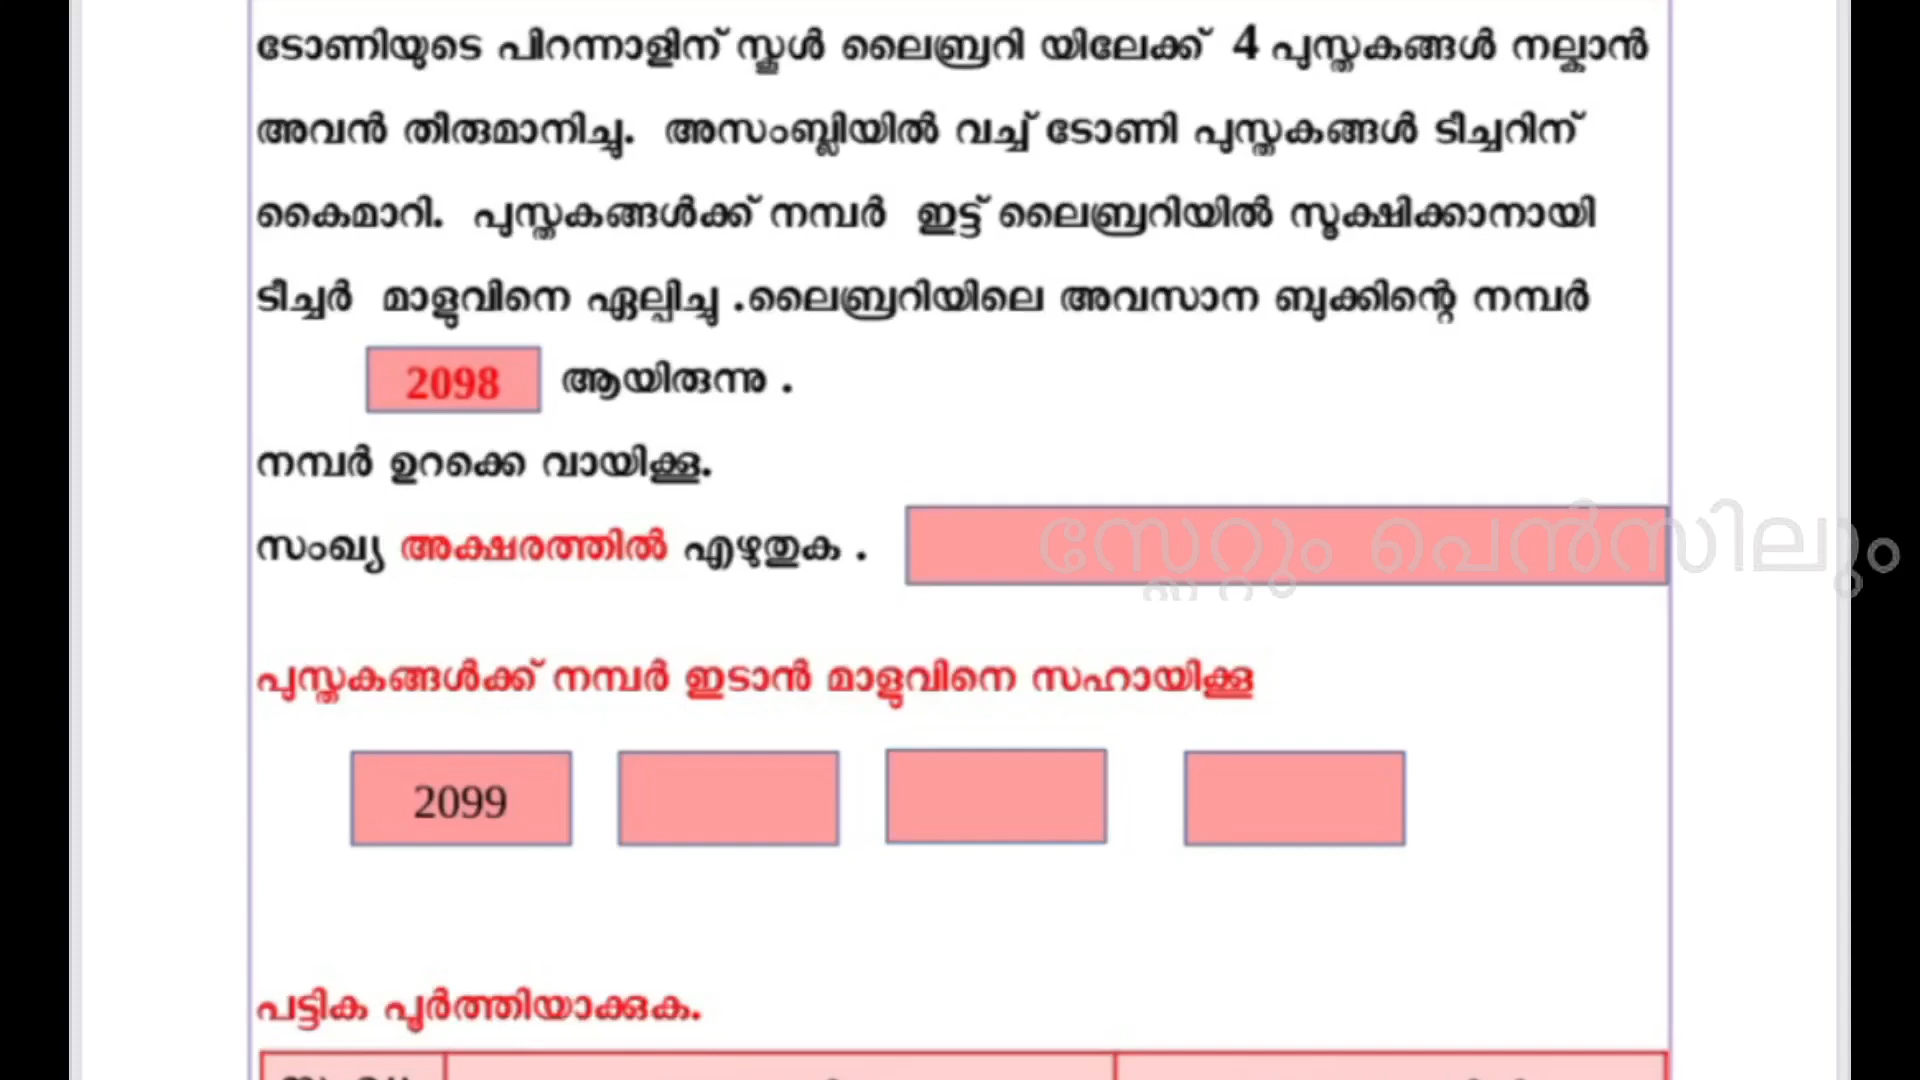 ടോണിയുടെ പിറന്നാളിന് സ്കൂൾ ലൈബ്രറി യിലേക്ക് 4 പുസ്തകങ്ങൾ നല്കാൻ
അവൻ തീരുമാനിച്ചു. അസംബ്ലിയിൽ വച്ച് ടോണി പുസ്തകങ്ങൾ ടീച്ചറിന്
കൈമാറി. പുസ്തകങ്ങൾക്ക് നമ്പർ ഇട്ട് ലൈബ്രറിയിൽ സൂക്ഷിക്കാനായി
ടീച്ചർ മാളുവിനെ ഏല്പിച്ചു .ലൈബ്രറിയിലെ അവസാന ബുക്കിന്റെ നമ്പർ
2098 ആയിരുന്നു .
നമ്പർ ഉറക്കെ വായിക്കൂ.
സംഖ്യ അക്ഷരത്തിൽ എഴുതുക .
സ്ലേറ്റും പെൻസിലും
പുസ്തകങ്ങൾക്ക് നമ്പർ ഇടാൻ മാളുവിനെ സഹായിക്കൂ
2099
പട്ടിക പൂർത്തിയാക്കുക.